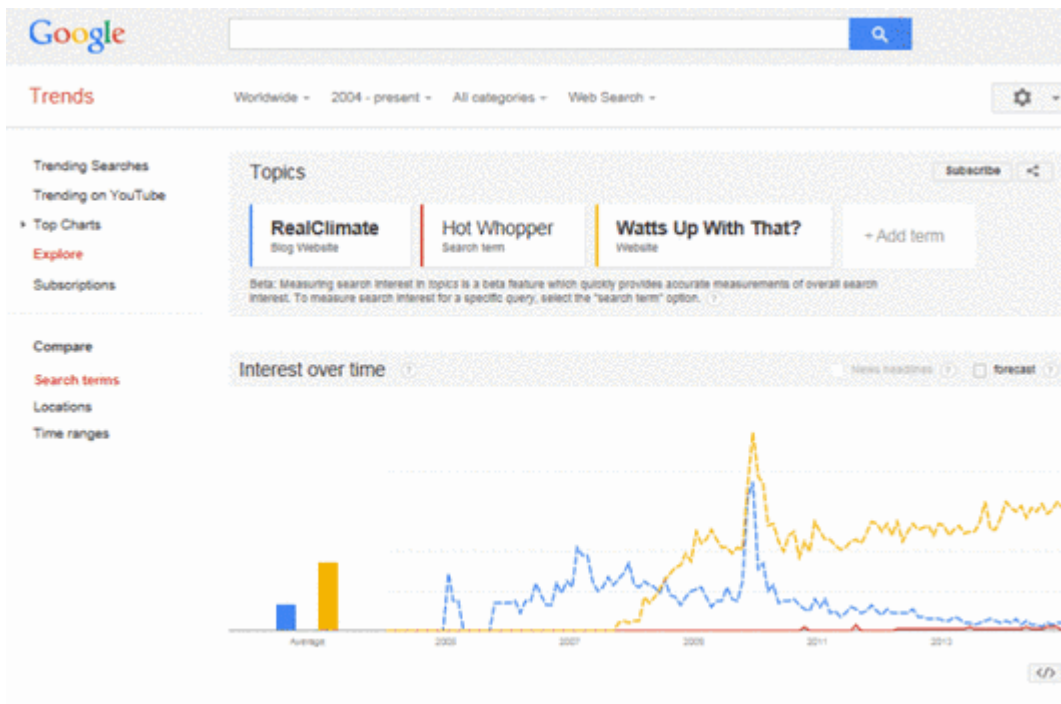 Google
Trends
Worldwide 2004 - present All categories Web Search
Trending Searches
Trending on YouTube
Top Charts
Explore
Subscriptions
Compare
Search terms
Locations
Time ranges
Topics
Subscribe
RealClimate
Blog Website
Hot Whopper
Search term
Watts Up With That?
Website
+Add term
Beta: Measuring search interest in topics is a beta feature which quickly provides accurate measurements of overall search
interest. To measure search interest for a specific query, select the "search term" option. ?
Interest over time ?
News headlines ? forecast ?
Average 2005 2007 2009 2011 2013